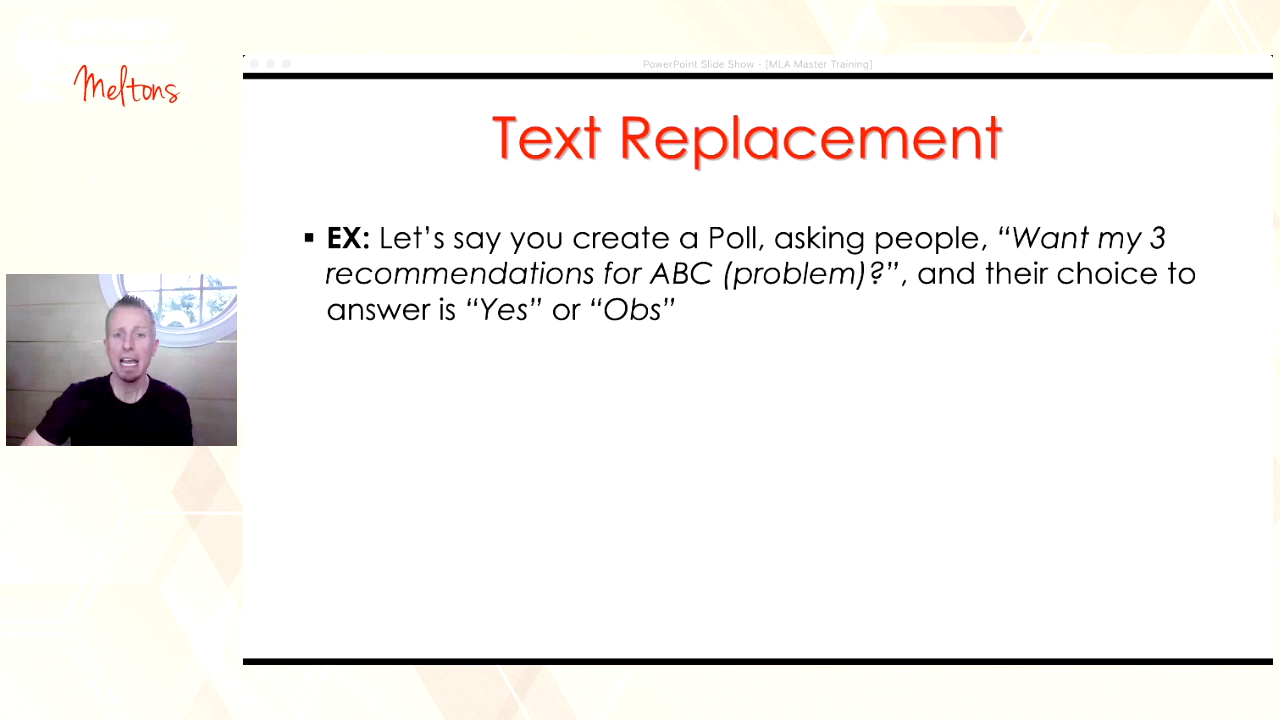 Meltons
PowerPoint Slide Show - [MLA Master Training]
Text Replacement
▪ EX: Let’s say you create a Poll, asking people, “Want my 3
recommendations for ABC (problem)?”, and their choice to
answer is “Yes” or “Obs”